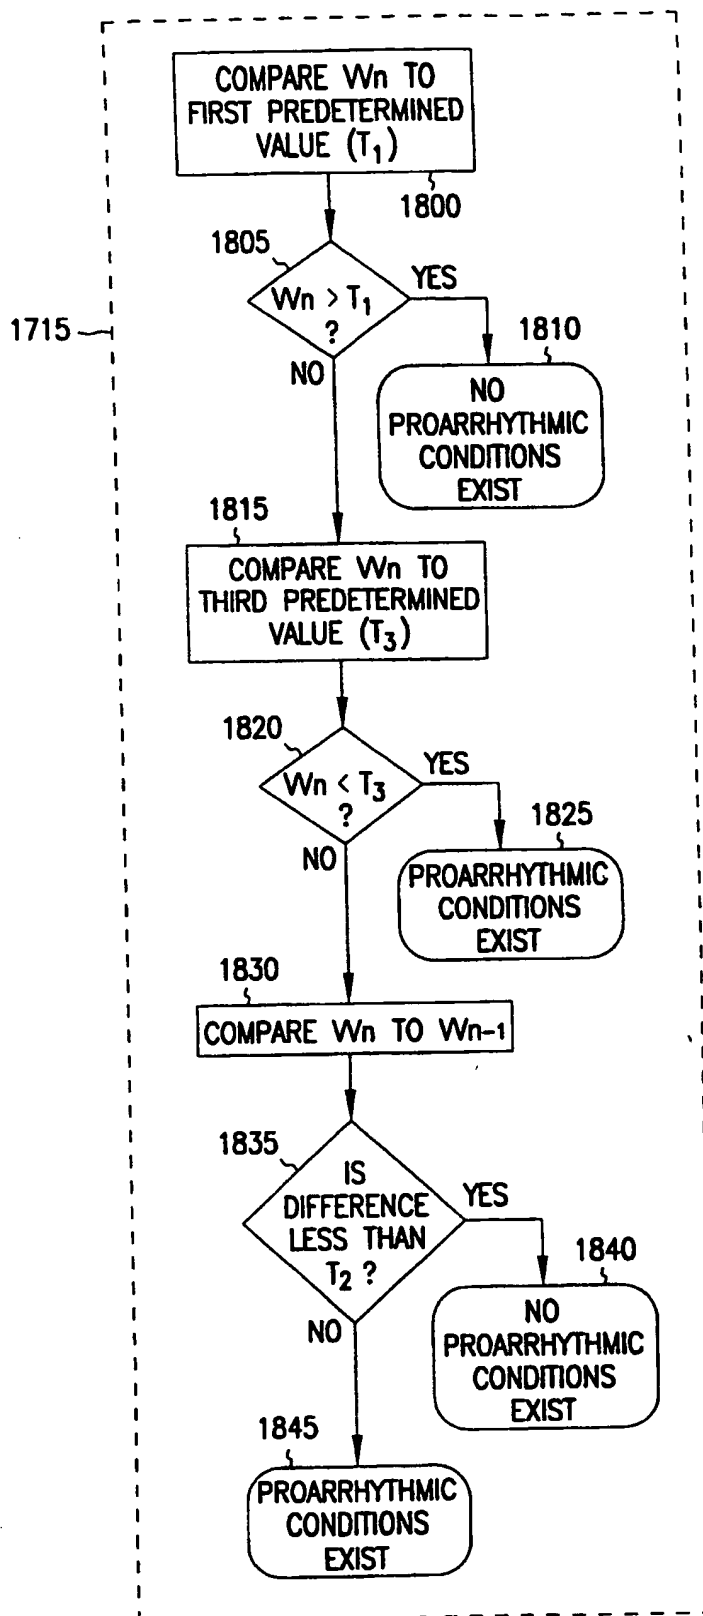 COMPARE Wn TO
FIRST PREDETERMINED
VALUE (T1)
1800
1805
Wn > T1
?
YES
NO
1715
1810
NO
PROARRHYTHMIC
CONDITIONS
EXIST
1815
COMPARE Wn TO
THIRD PREDETERMINED
VALUE (T3)
1820
Wn < T3
?
YES
NO
1825
PROARRHYTHMIC
CONDITIONS
EXIST
1830
COMPARE Wn TO Wn-1
1835
IS
DIFFERENCE
LESS THAN
T2 ?
YES
NO
1840
NO
PROARRHYTHMIC
CONDITIONS
EXIST
1845
PROARRHYTHMIC
CONDITIONS
EXIST